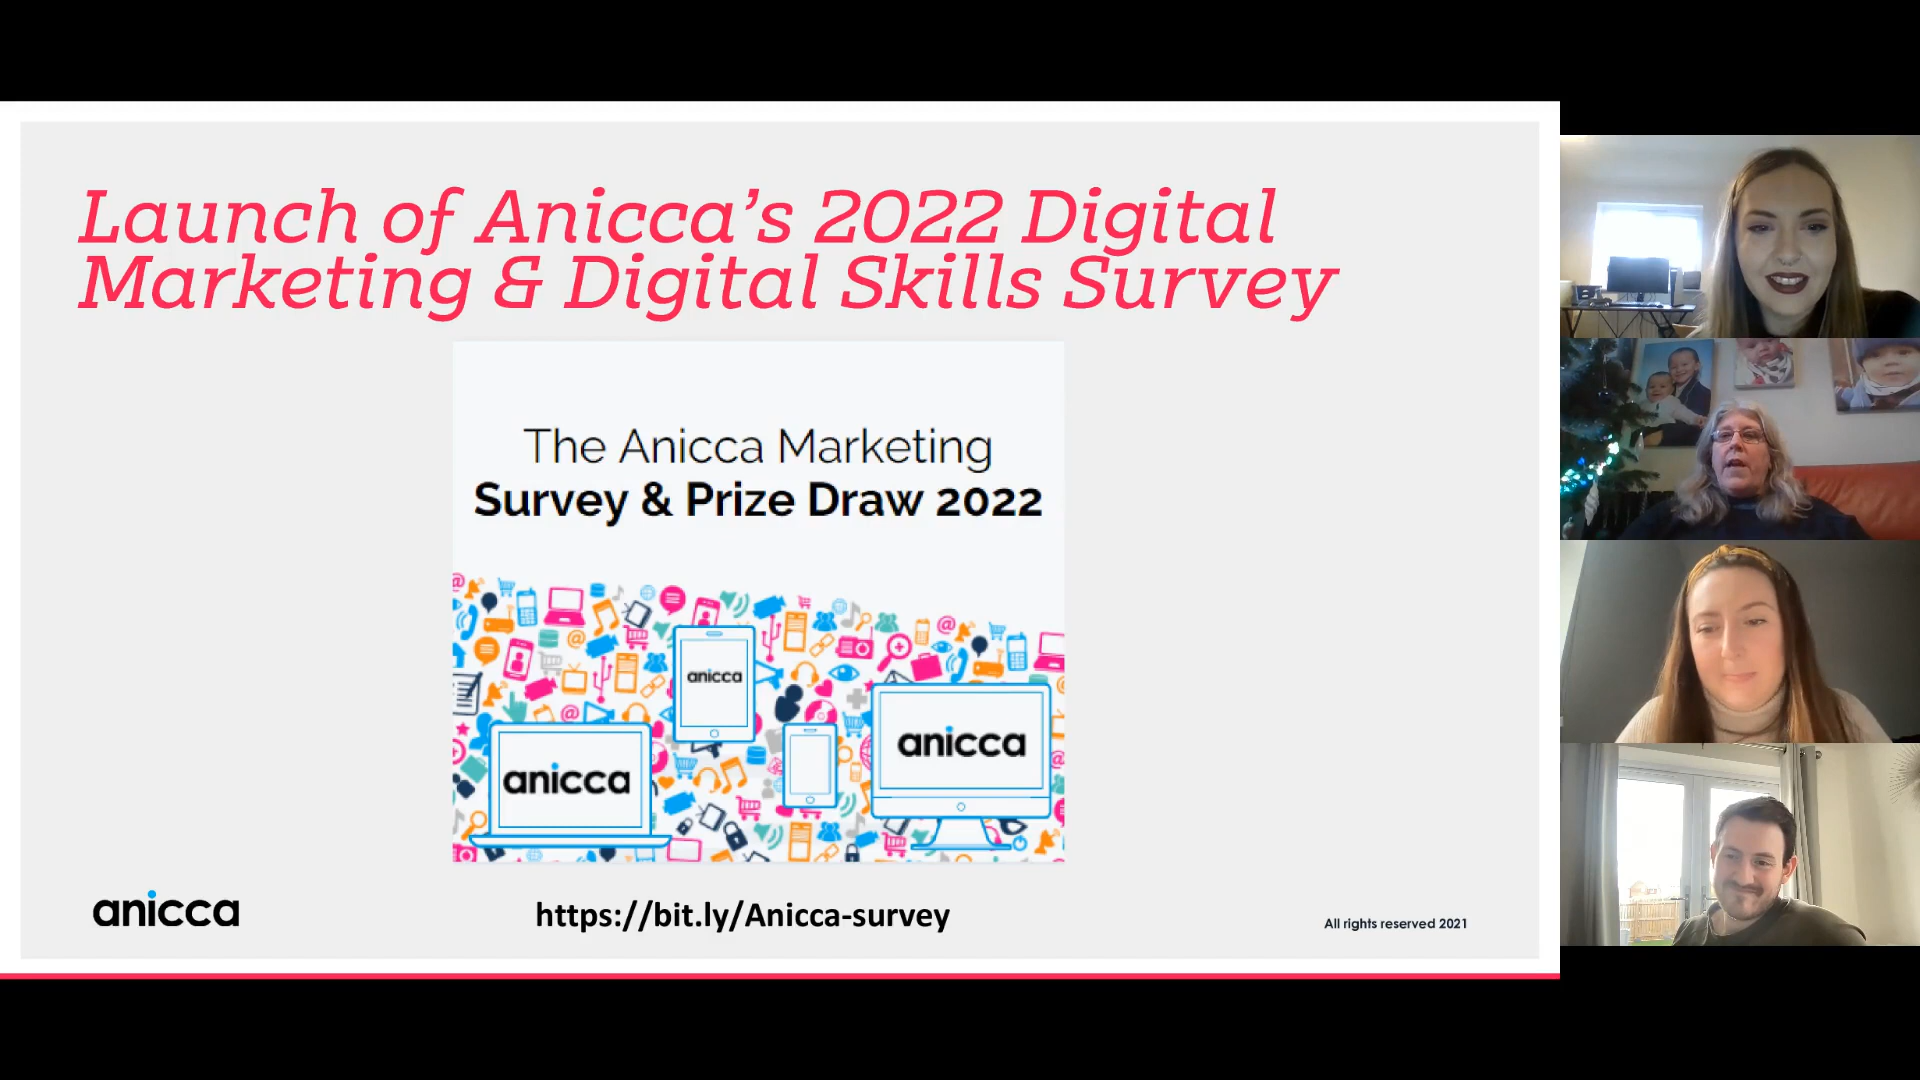 Launch of Anicca’s 2022 Digital
Marketing & Digital Skills Survey
The Anicca Marketing
Survey & Prize Draw 2022
anicca
anicca
anicca
anicca
https://bit.ly/Anicca-survey
All rights reserved 2021